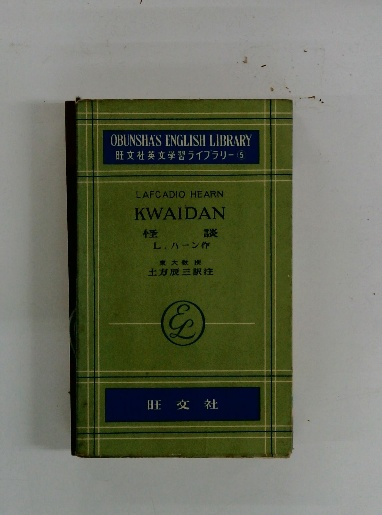 OBUNSHA'S ENGLISH LIBRARY
旺文社英文学習ライブラリー 5
LAFCADIO HEARN
KWAIDAN
怪談
L. ハーン作
東大教授
土方辰三訳注
EL
旺文社